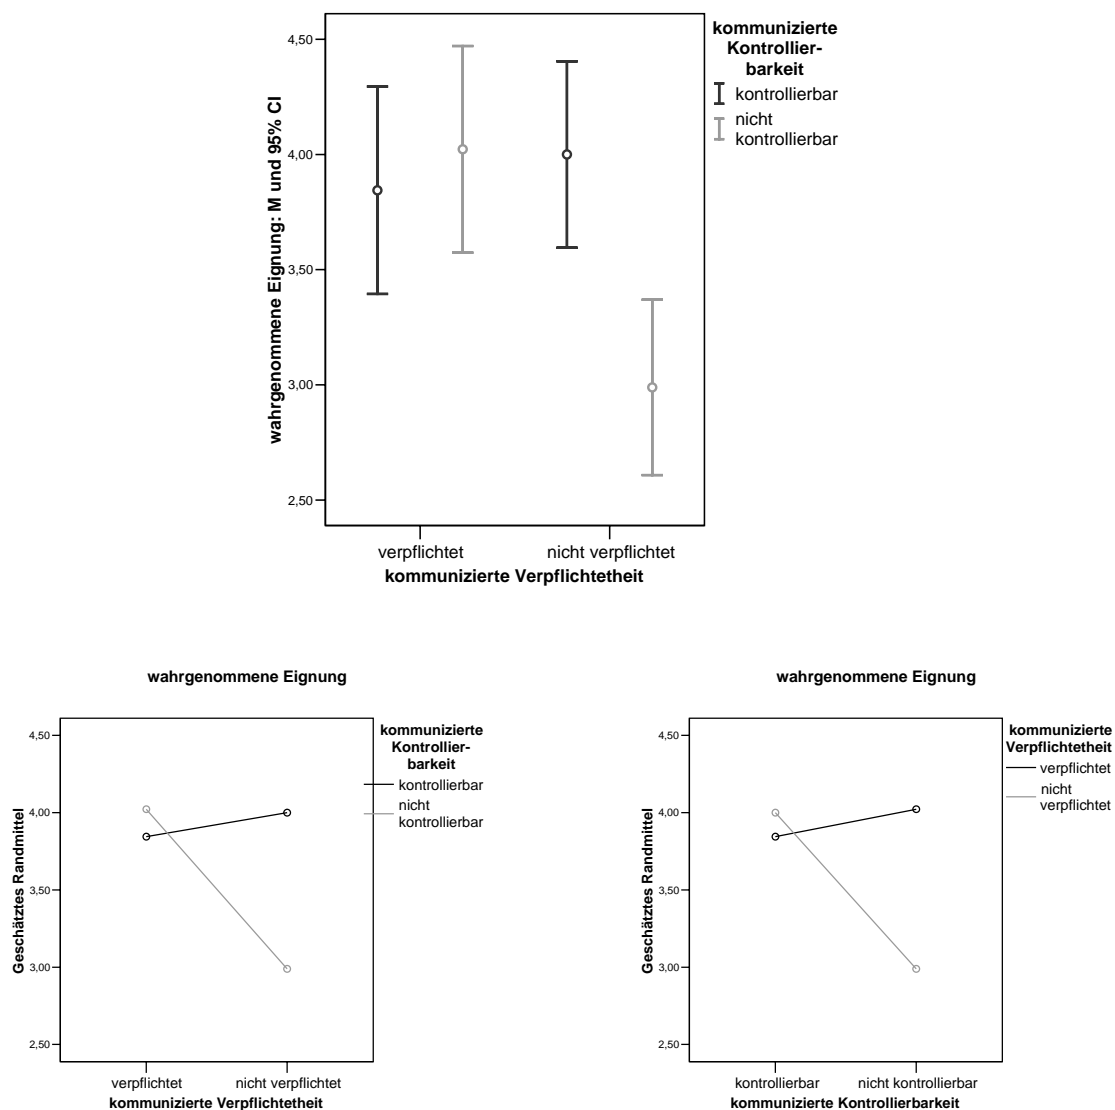 kommunizierte
Kontrollier-
barkeit
kontrollierbar
nicht
kontrollierbar
wahrgenommene Eignung: M und 95% CI
4,50
4,00
3,50
3,00
2,50
verpflichtet
nicht verpflichtet
kommunizierte Verpflichtetheit
wahrgenommene Eignung
kommunizierte
Kontrollier-
barkeit
kontrollierbar
nicht
kontrollierbar
Geschätztes Randmittel
4,50
4,00
3,50
3,00
2,50
verpflichtet
nicht verpflichtet
kommunizierte Verpflichtetheit
wahrgenommene Eignung
kommunizierte
Verpflichtetheit
verpflichtet
nicht
verpflichtet
Geschätztes Randmittel
4,50
4,00
3,50
3,00
2,50
kontrollierbar
nicht kontrollierbar
kommunizierte Kontrollierbarkeit